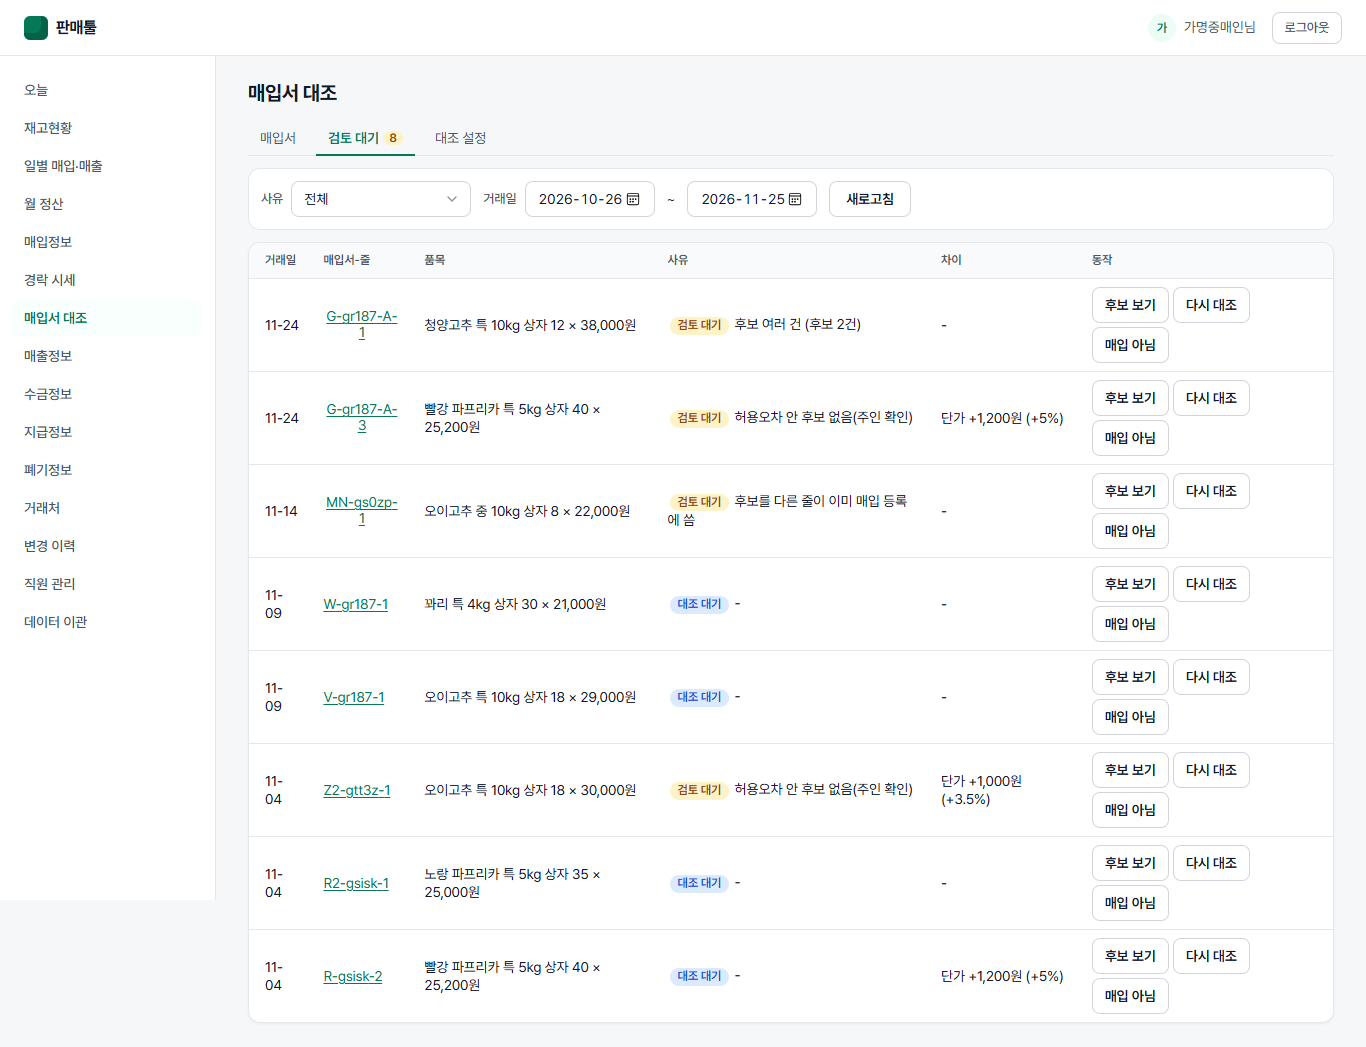 판매툴
가 가명중매인님 로그아웃
오늘
재고현황
일별 매입·매출
월 정산
매입정보
경락 시세
매입서 대조
매출정보
수금정보
지급정보
폐기정보
거래처
변경 이력
직원 관리
데이터 이관
매입서 대조
매입서 검토 대기 8 대조 설정
사유 전체 거래일 2026-10-26 ~ 2026-11-25 새로고침
거래일 매입서-줄 품목 사유 차이 동작
11-24 G-gr187-A-1 청양고추 특 10kg 상자 12 × 38,000원 검토 대기 후보 여러 건 (후보 2건) - 후보 보기 다시 대조
매입 아님
11-24 G-gr187-A-3 빨강 파프리카 특 5kg 상자 40 × 25,200원 검토 대기 허용오차 안 후보 없음(주인 확인) 단가 +1,200원 (+5%) 후보 보기 다시 대조
매입 아님
11-14 MN-gs0zp-1 오이고추 중 10kg 상자 8 × 22,000원 검토 대기 후보를 다른 줄이 이미 매입 등록에 씀 - 후보 보기 다시 대조
매입 아님
11-09 W-gr187-1 꽈리 특 4kg 상자 30 × 21,000원 대조 대기 - - 후보 보기 다시 대조
매입 아님
11-09 V-gr187-1 오이고추 특 10kg 상자 18 × 29,000원 대조 대기 - - 후보 보기 다시 대조
매입 아님
11-04 Z2-gtt3z-1 오이고추 특 10kg 상자 18 × 30,000원 검토 대기 허용오차 안 후보 없음(주인 확인) 단가 +1,000원 (+3.5%) 후보 보기 다시 대조
매입 아님
11-04 R2-gsisk-1 노랑 파프리카 특 5kg 상자 35 × 25,000원 대조 대기 - - 후보 보기 다시 대조
매입 아님
11-04 R-gsisk-2 빨강 파프리카 특 5kg 상자 40 × 25,200원 대조 대기 - 단가 +1,200원 (+5%) 후보 보기 다시 대조
매입 아님